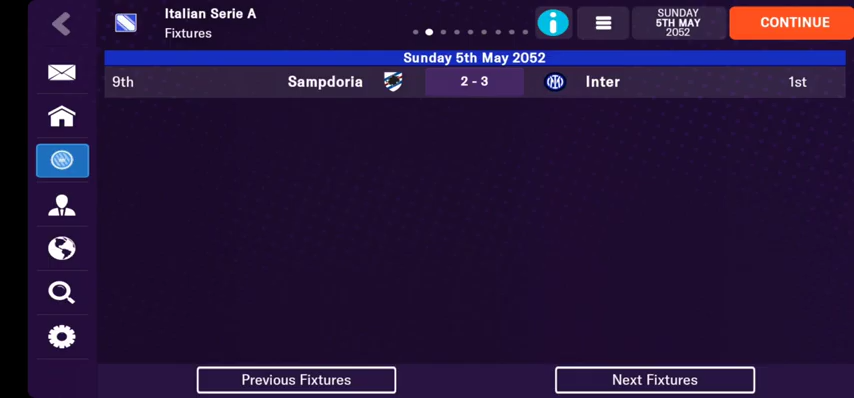 Italian Serie A
Fixtures
SUNDAY
5TH MAY
2052
CONTINUE
Sunday 5th May 2052
9th Sampdoria 2 - 3 Inter 1st
Previous Fixtures Next Fixtures